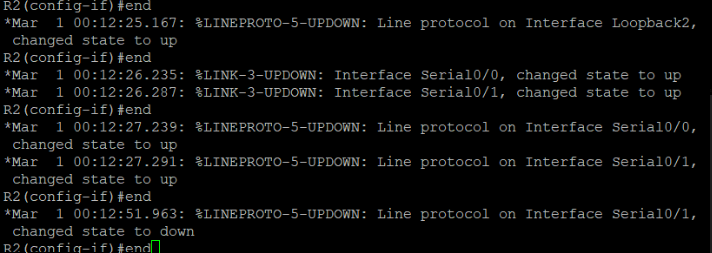 R2(config-if)#end
*Mar  1 00:12:25.167: %LINEPROTO-5-UPDOWN: Line protocol on Interface Loopback2,
 changed state to up
R2(config-if)#end
*Mar  1 00:12:26.235: %LINK-3-UPDOWN: Interface Serial0/0, changed state to up
*Mar  1 00:12:26.287: %LINK-3-UPDOWN: Interface Serial0/1, changed state to up
R2(config-if)#end
*Mar  1 00:12:27.239: %LINEPROTO-5-UPDOWN: Line protocol on Interface Serial0/0,
 changed state to up
*Mar  1 00:12:27.291: %LINEPROTO-5-UPDOWN: Line protocol on Interface Serial0/1,
 changed state to up
R2(config-if)#end
*Mar  1 00:12:51.963: %LINEPROTO-5-UPDOWN: Line protocol on Interface Serial0/1,
 changed state to down
R2(config-if)#end